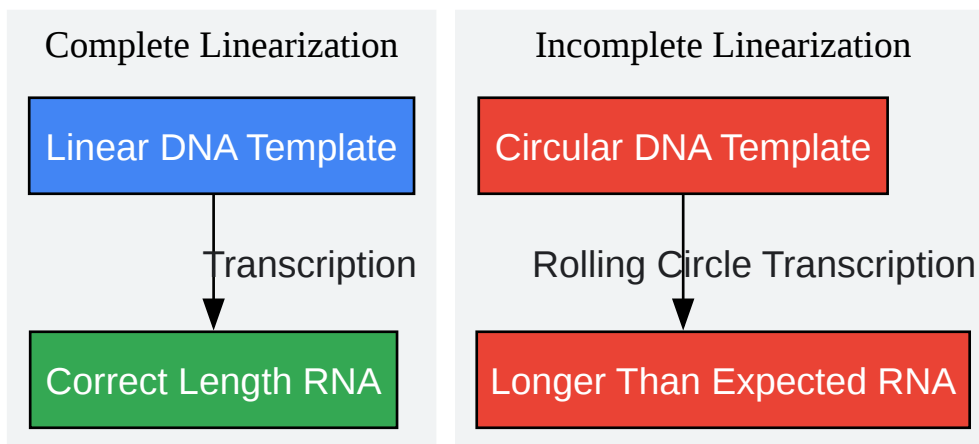 Complete Linearization
Linear DNA Template
Transcription
Correct Length RNA
Incomplete Linearization
Circular DNA Template
Rolling Circle Transcription
Longer Than Expected RNA